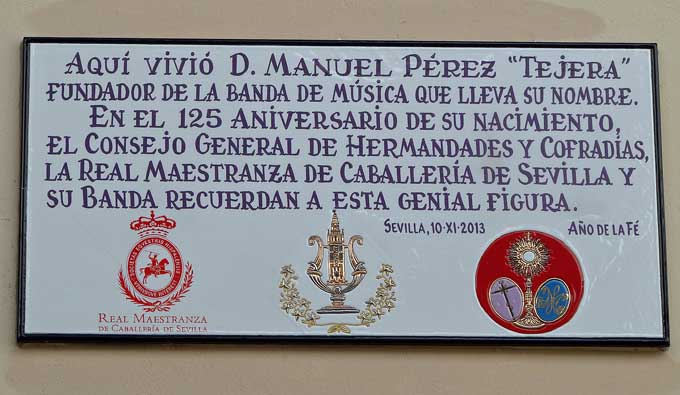 AQUÍ VIVIÓ D. MANUEL PÉREZ "TEJERA"
FUNDADOR DE LA BANDA DE MÚSICA QUE LLEVA SU NOMBRE.
EN EL 125 ANIVERSARIO DE SU NACIMIENTO,
EL CONSEJO GENERAL DE HERMANDADES Y COFRADÍAS,
LA REAL MAESTRANZA DE CABALLERÍA DE SEVILLA Y
SU BANDA RECUERDAN A ESTA GENIAL FIGURA.
SEVILLA, 10-XI-2013 AÑO DE LA FÉ
REAL MAESTRANZA
DE CABALLERÍA DE SEVILLA